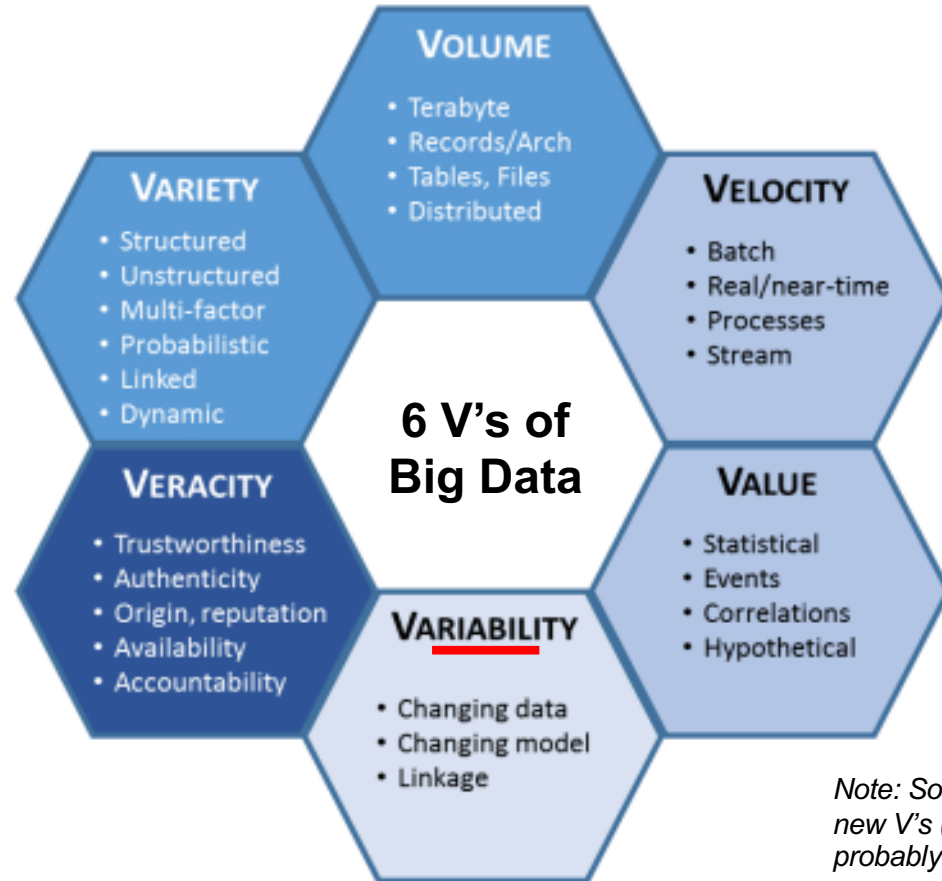 VOLUME
• Terabyte
• Records/Arch
• Tables, Files
• Distributed
VARIETY
• Structured
• Unstructured
• Multi-factor
• Probabilistic
• Linked
• Dynamic
VELOCITY
• Batch
• Real/near-time
• Processes
• Stream
6 V's of
Big Data
VERACITY
• Trustworthiness
• Authenticity
• Origin, reputation
• Availability
• Accountability
VALUE
• Statistical
• Events
• Correlations
• Hypothetical
VARIABILITY
• Changing data
• Changing model
• Linkage
Note: So
new V's (
probably